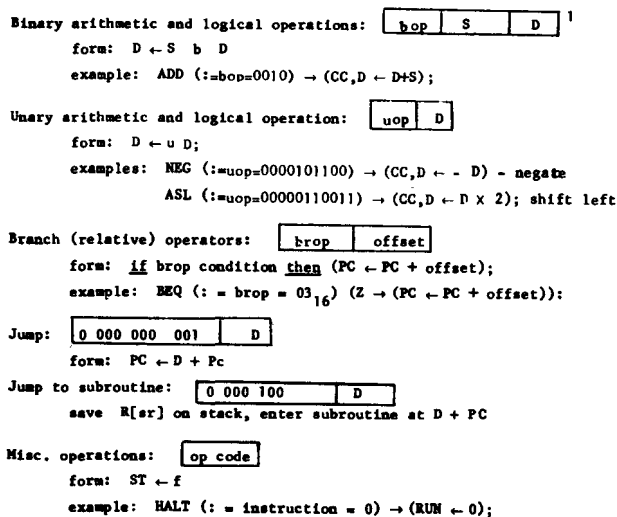 Binary arithmetic and logical operations: bop S D 1
form: D ← S b D
example: ADD (:=bop=0010) → (CC,D ← D+S);
Unary arithmetic and logical operation: uop D
form: D ← u D;
examples: NEG (:=uop=0000101100) → (CC,D ← - D) - negate
ASL (:=uop=00000110011) → (CC,D ← D x 2); shift left
Branch (relative) operators: brop offset
form: if brop condition then (PC ← PC + offset);
example: BEQ (: = brop = 03₁₆) (Z → (PC ← PC + offset)):
Jump: 0 000 000 001 D
form: PC ← D + Pc
Jump to subroutine: 0 000 100 D
save R[sr] on stack, enter subroutine at D + PC
Misc. operations: op code
form: ST ← f
example: HALT (: = instruction = 0) → (RUN ← 0);